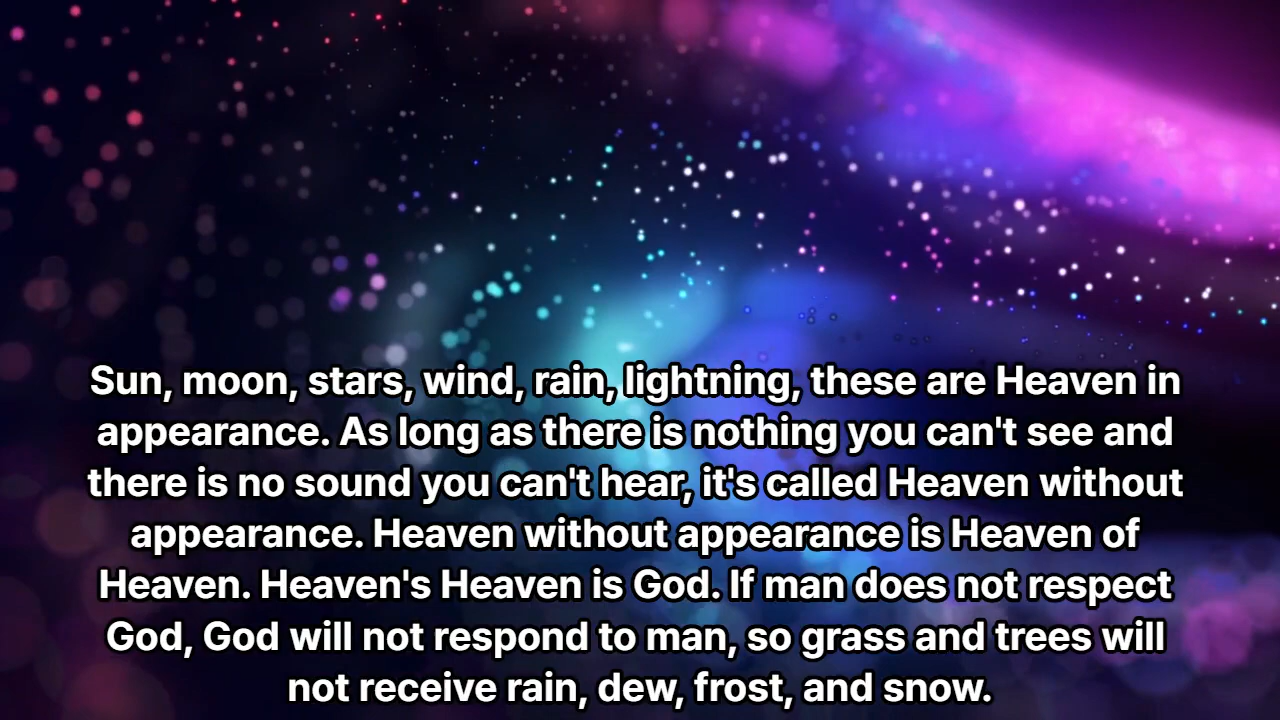 Sun, moon, stars, wind, rain, lightning, these are Heaven in
appearance. As long as there is nothing you can't see and
there is no sound you can't hear, it's called Heaven without
appearance. Heaven without appearance is Heaven of
Heaven. Heaven's Heaven is God. If man does not respect
God, God will not respond to man, so grass and trees will
not receive rain, dew, frost, and snow.